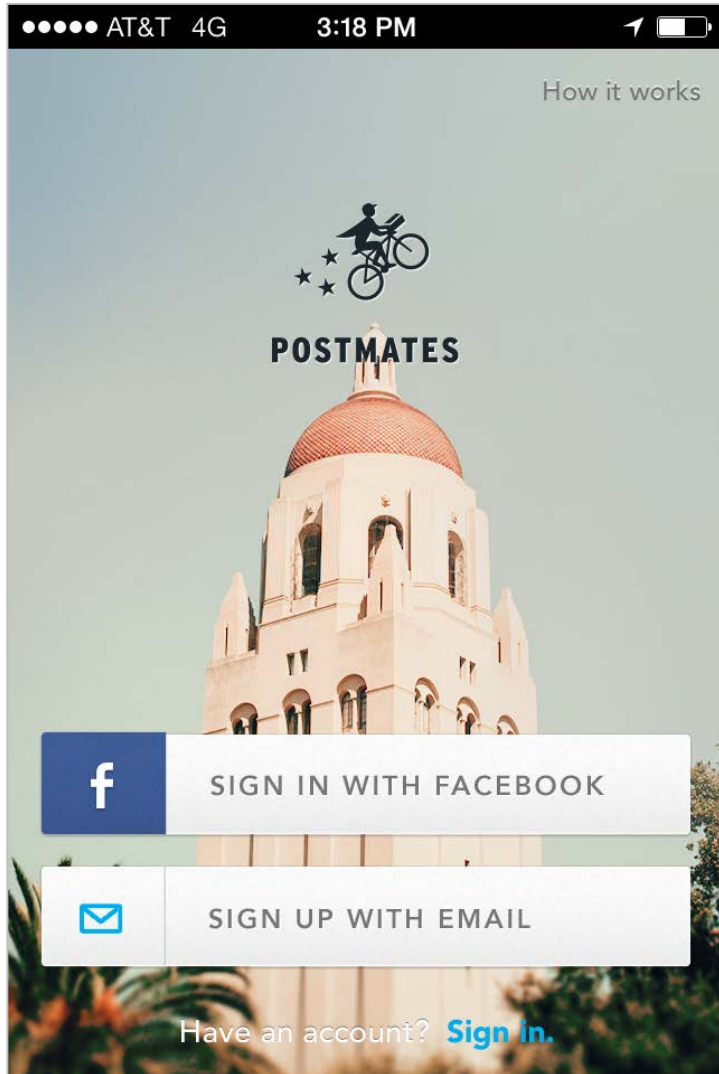 AT&T 4G 3:18 PM
How it works
POSTMATES
f SIGN IN WITH FACEBOOK
SIGN UP WITH EMAIL
Have an account? Sign in.